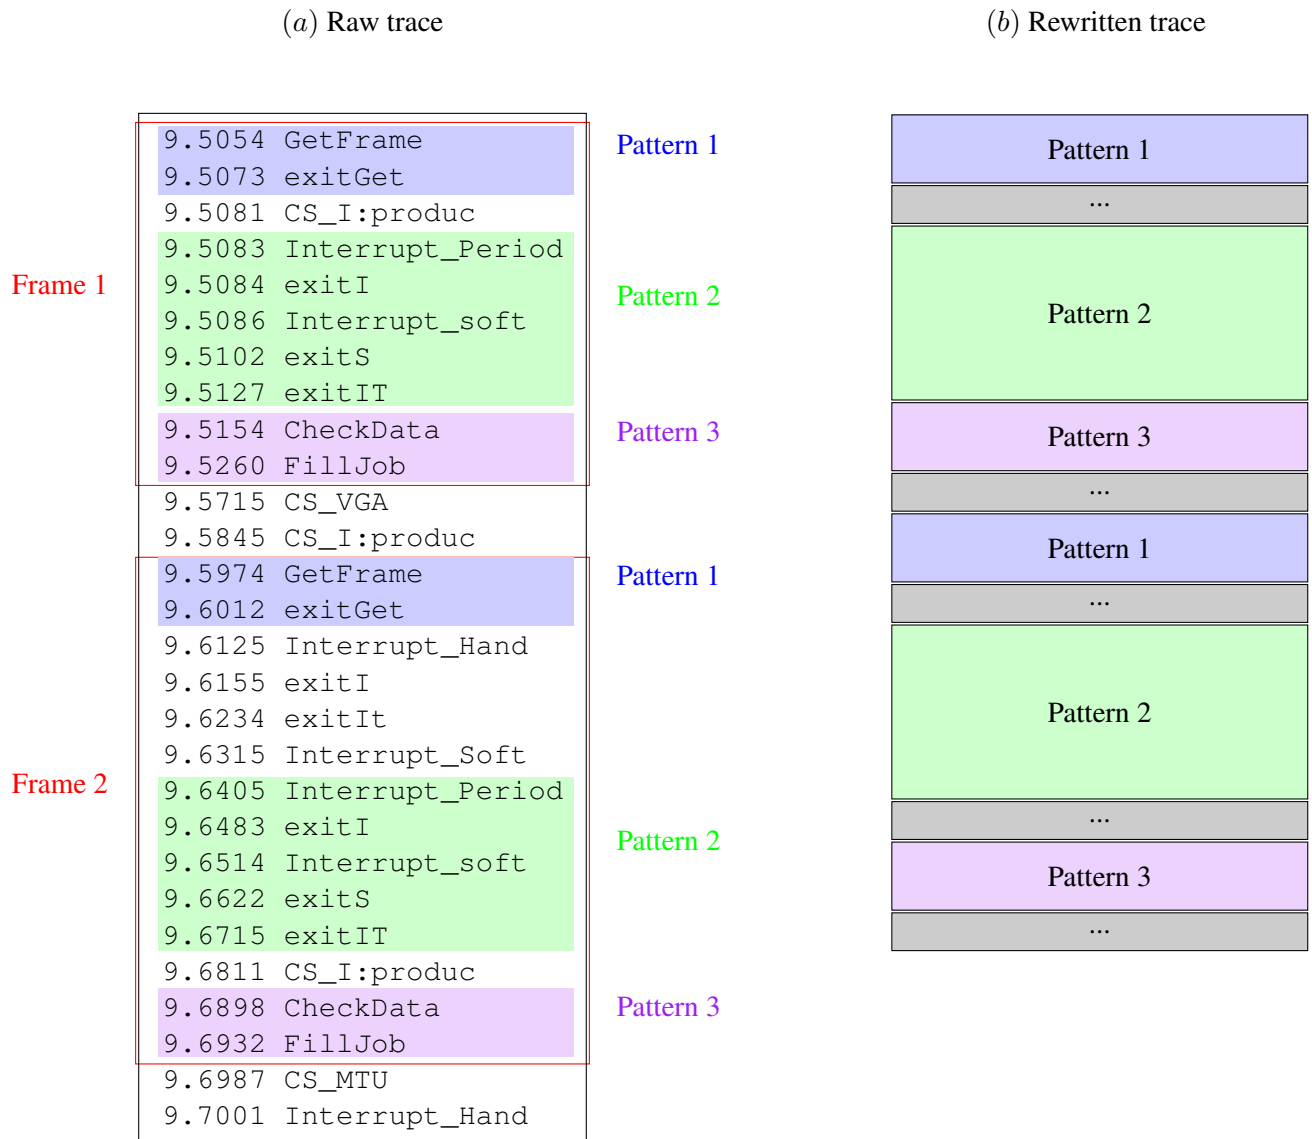 (a) Raw trace
(b) Rewritten trace
9.5054 GetFrame
9.5073 exitGet
9.5081 CS_I:produc
9.5083 Interrupt_Period
9.5084 exitI
9.5086 Interrupt_soft
9.5102 exitS
9.5127 exitIT
9.5154 CheckData
9.5260 FillJob
9.5715 CS_VGA
9.5845 CS_I:produc
9.5974 GetFrame
9.6012 exitGet
9.6125 Interrupt_Hand
9.6155 exitI
9.6234 exitIt
9.6315 Interrupt_Soft
9.6405 Interrupt_Period
9.6483 exitI
9.6514 Interrupt_soft
9.6622 exitS
9.6715 exitIT
9.6811 CS_I:produc
9.6898 CheckData
9.6932 FillJob
9.6987 CS_MTU
9.7001 Interrupt_Hand
Frame 1
Frame 2
Pattern 1
Pattern 2
Pattern 3
Pattern 1
Pattern 2
Pattern 3
Pattern 1
...
Pattern 2
Pattern 3
...
Pattern 1
...
Pattern 2
...
Pattern 3
...